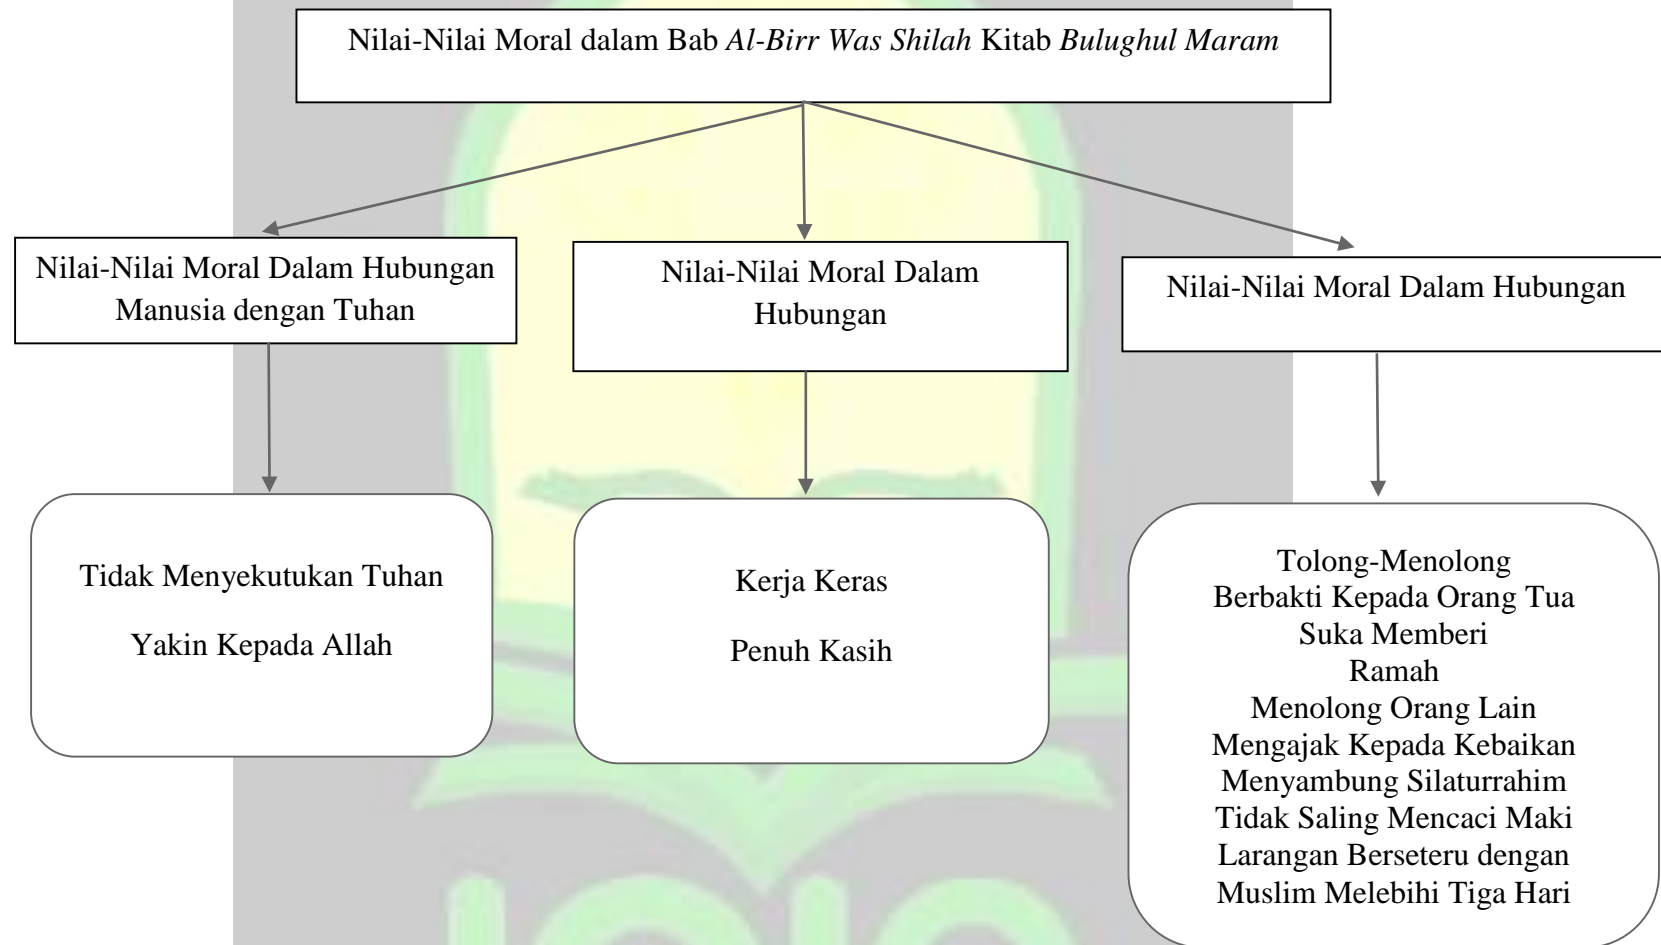 Nilai-Nilai Moral dalam Bab Al-Birr Was Shilah Kitab Bulughul Maram
Nilai-Nilai Moral Dalam Hubungan
Manusia dengan Tuhan
Nilai-Nilai Moral Dalam
Hubungan
Nilai-Nilai Moral Dalam Hubungan
Tidak Menyekutukan Tuhan
Yakin Kepada Allah
Kerja Keras
Penuh Kasih
Tolong-Menolong
Berbakti Kepada Orang Tua
Suka Memberi
Ramah
Menolong Orang Lain
Mengajak Kepada Kebaikan
Menyambung Silaturrahim
Tidak Saling Mencaci Maki
Larangan Berseteru dengan
Muslim Melebihi Tiga Hari